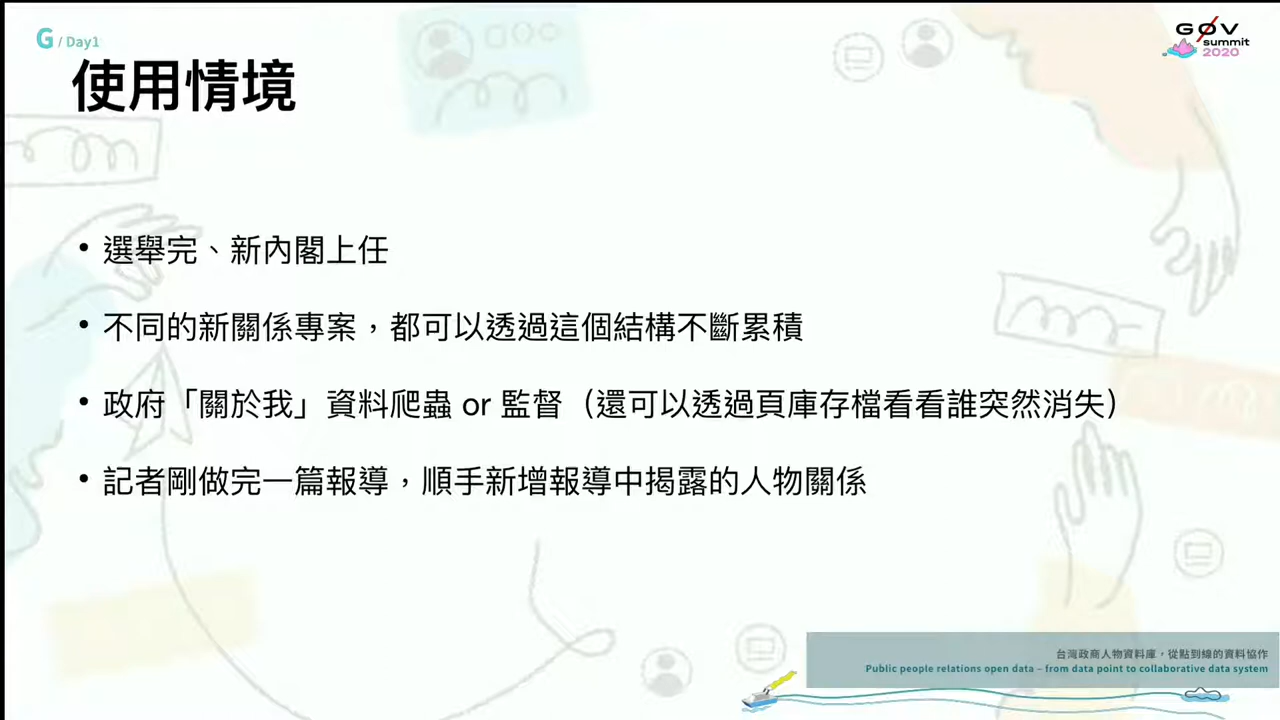 G / Day1
GØV
summit
2020
使用情境
• 選舉完、新內閣上任
• 不同的新關係專案，都可以透過這個結構不斷累積
• 政府「關於我」資料爬蟲 or 監督（還可以透過頁庫存檔看看誰突然消失）
• 記者剛做完一篇報導，順手新增報導中揭露的人物關係
台灣政商人物資料庫，從點到線的資料協作
Public people relations open data – from data point to collaborative data system